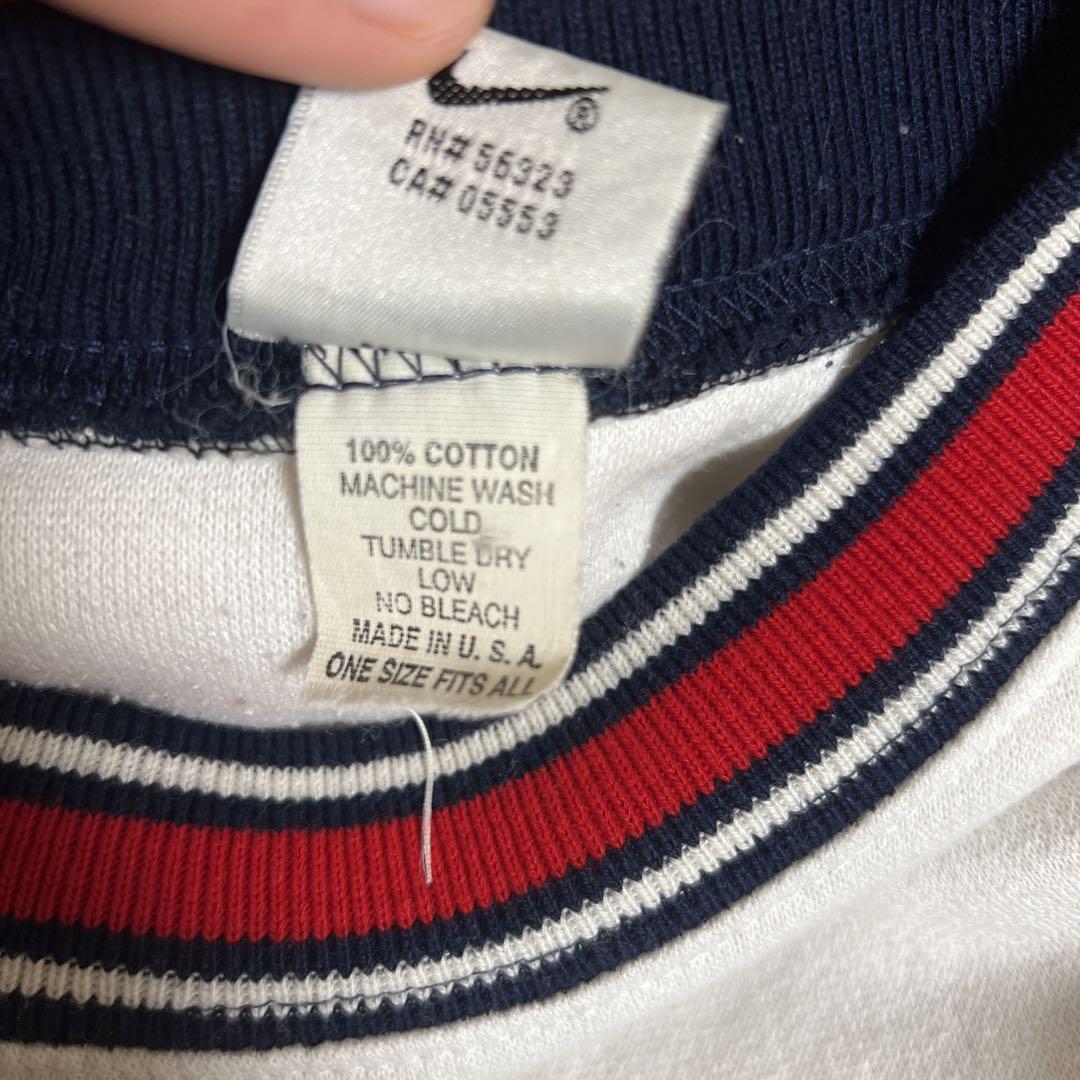 ®
RN# 56323
CA# 05553
100% COTTON
MACHINE WASH
COLD
TUMBLE DRY
LOW
NO BLEACH
MADE IN U. S. A.
ONE SIZE FITS ALL